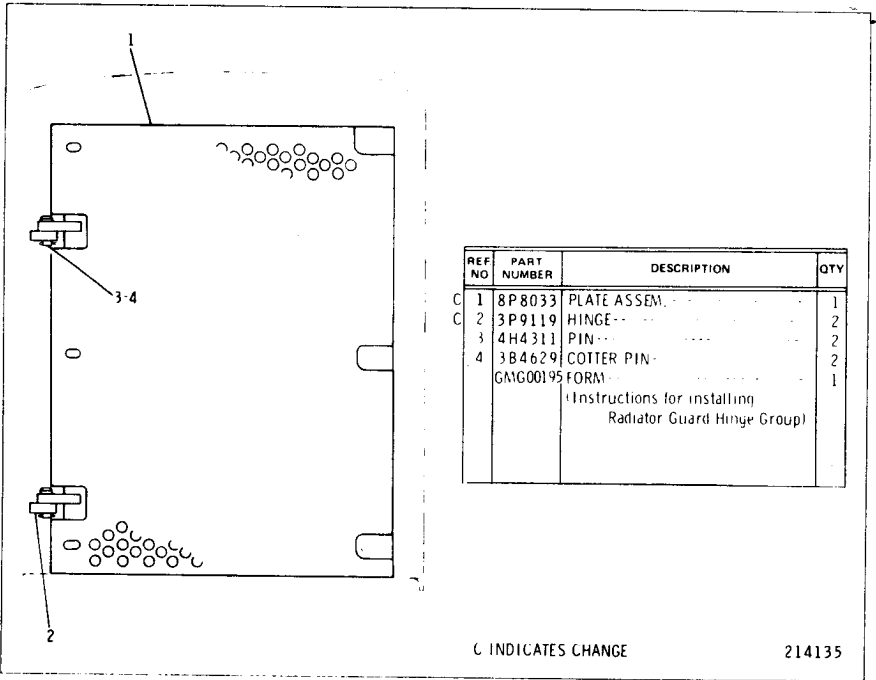 1
3-4
2
REF NO PART NUMBER DESCRIPTION QTY
C 1 8P8033 PLATE ASSEM. 1
C 2 3P9119 HINGE 2
3 4H4311 PIN 2
4 3B4629 COTTER PIN 2
GMG00195 FORM 1
(Instructions for installing
Radiator Guard Hinge Group)
C INDICATES CHANGE
214135